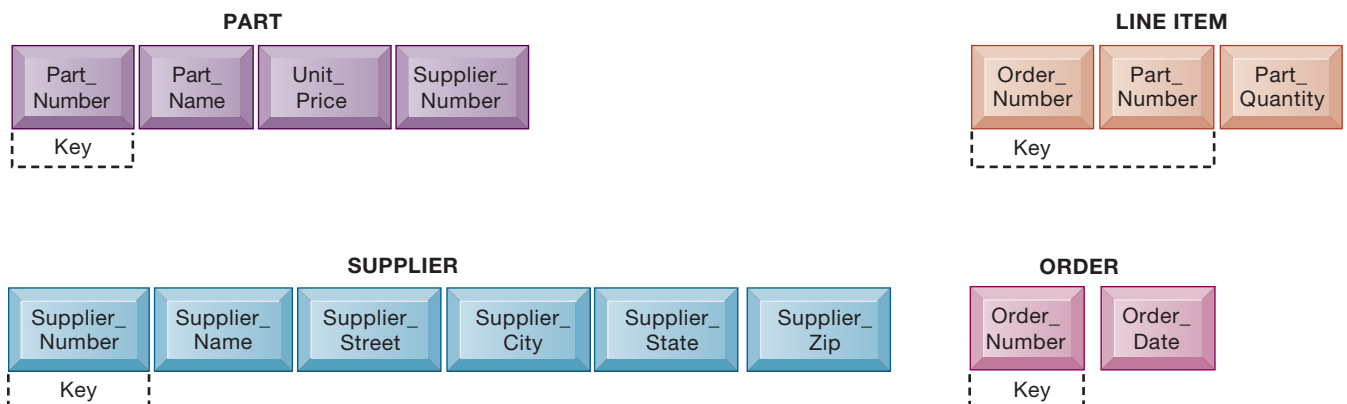 PART
Part_
Number
Part_
Name
Unit_
Price
Supplier_
Number
Key
LINE ITEM
Order_
Number
Part_
Number
Part_
Quantity
Key
SUPPLIER
Supplier_
Number
Supplier_
Name
Supplier_
Street
Supplier_
City
Supplier_
State
Supplier_
Zip
Key
ORDER
Order_
Number
Order_
Date
Key